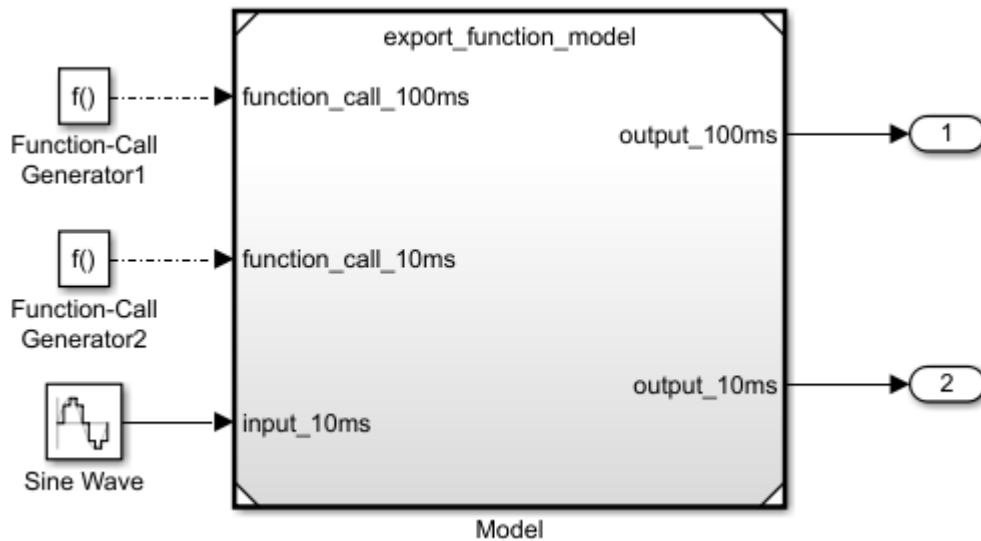 export_function_model
f()
function_call_100ms
Function-Call
Generator1
output_100ms
1
f()
function_call_10ms
Function-Call
Generator2
output_10ms
2
input_10ms
Sine Wave
Model